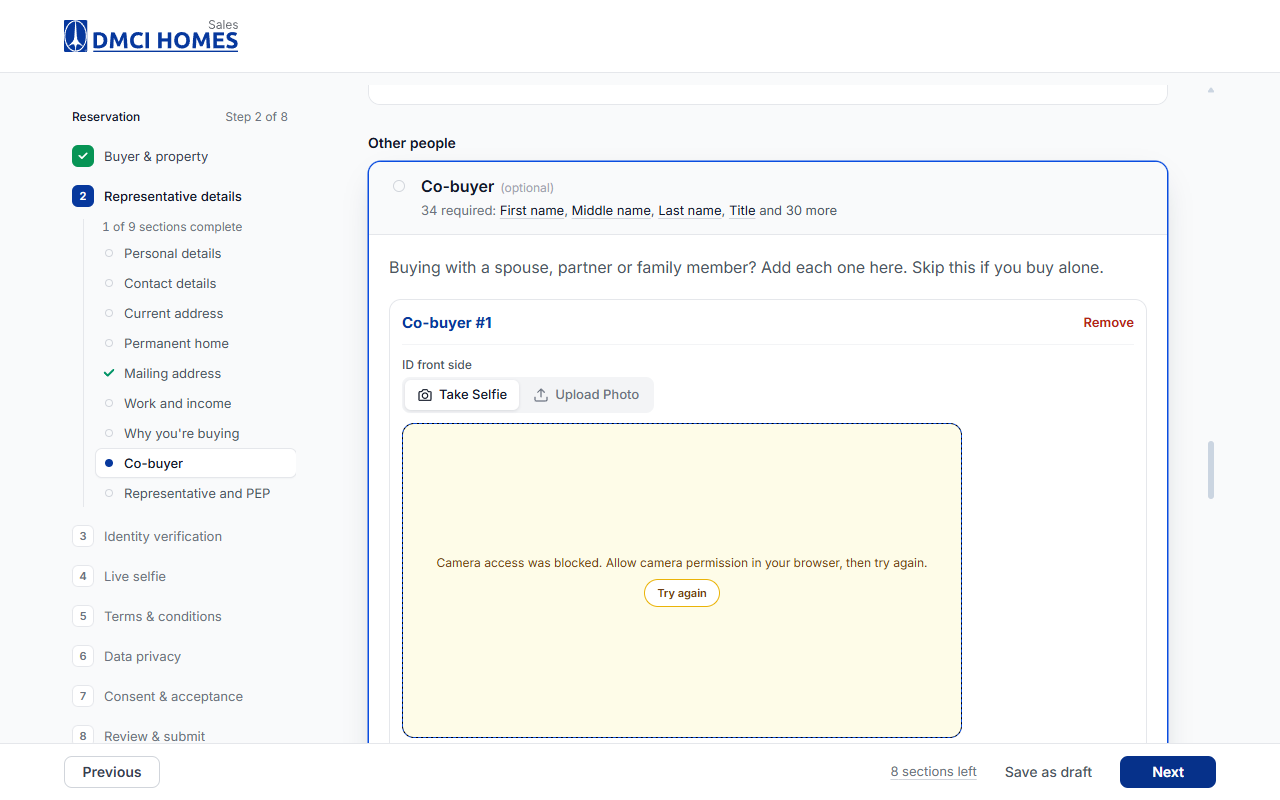 Sales
DMCI HOMES
Reservation
Step 2 of 8
Buyer & property
2 Representative details
1 of 9 sections complete
Personal details
Contact details
Current address
Permanent home
Mailing address
Work and income
Why you're buying
Co-buyer
Representative and PEP
3 Identity verification
4 Live selfie
5 Terms & conditions
6 Data privacy
7 Consent & acceptance
8 Review & submit
Other people
Co-buyer (optional)
34 required: First name, Middle name, Last name, Title and 30 more
Buying with a spouse, partner or family member? Add each one here. Skip this if you buy alone.
Co-buyer #1
Remove
ID front side
Take Selfie
Upload Photo
Camera access was blocked. Allow camera permission in your browser, then try again.
Try again
Previous
8 sections left
Save as draft
Next